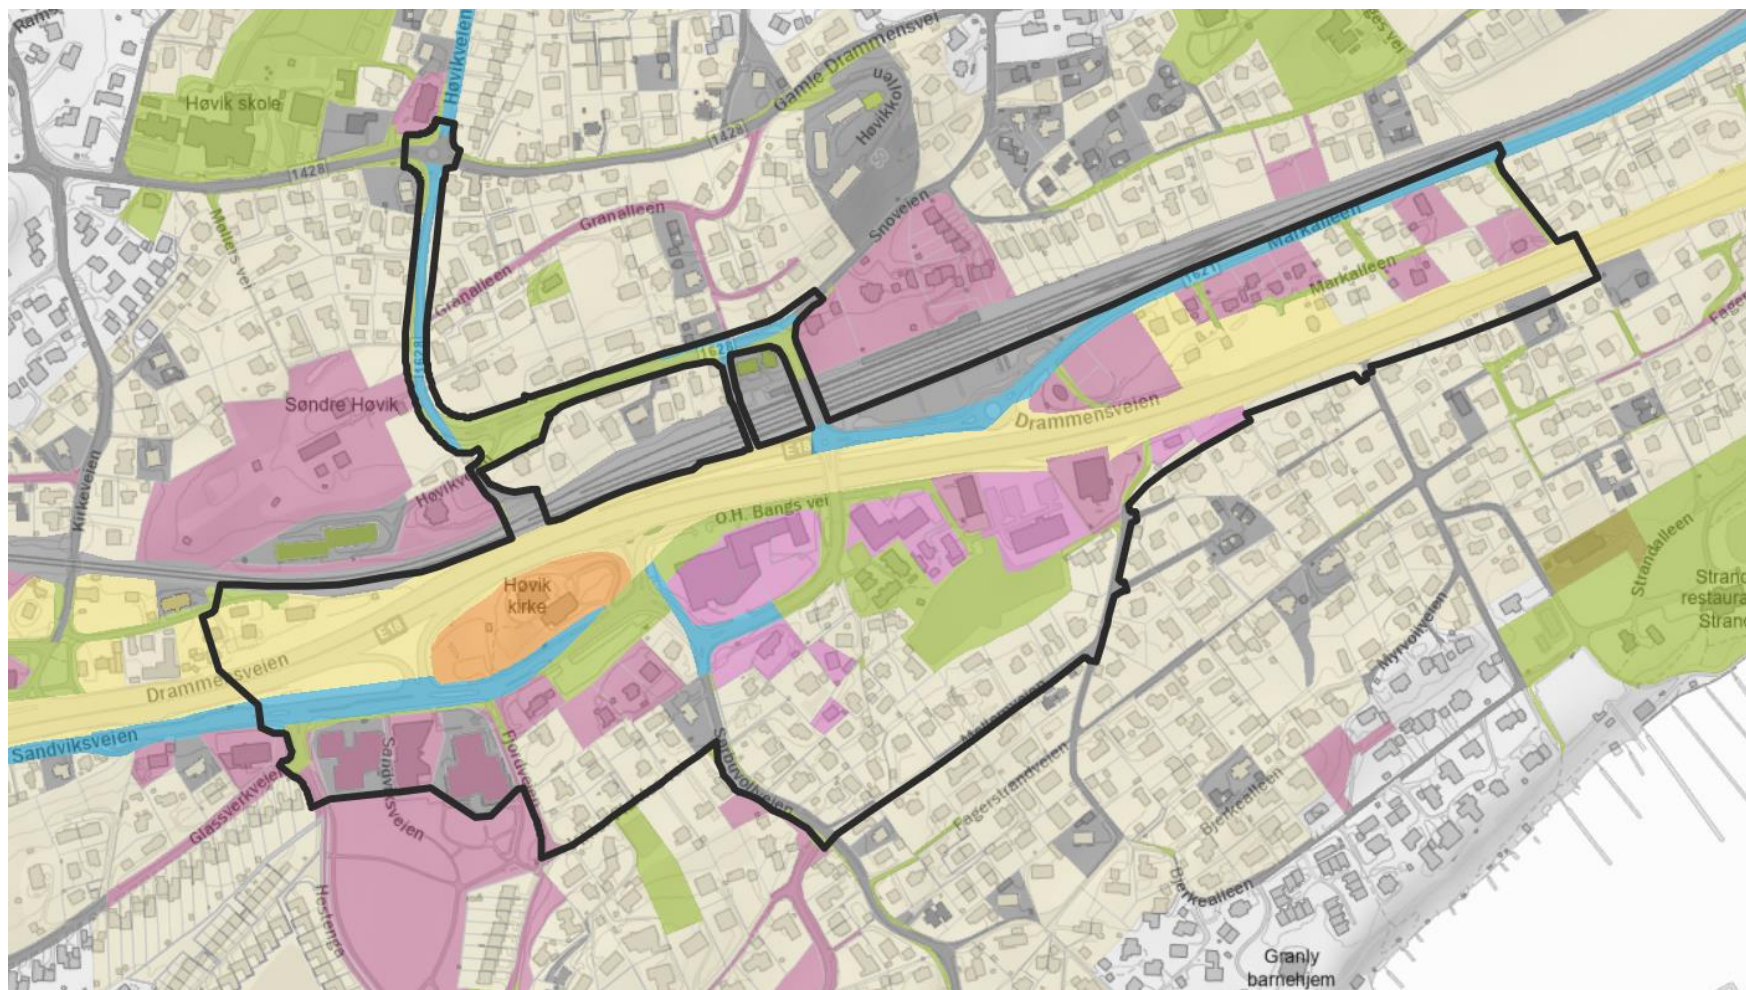 Høvikveien
Gamle Drammensvei
Høvik skole
Høvikkollen
1428
1428
Møllers vei
Granalleen
Snoveien
Granalleen
Markalleen
1621
Markalleen
1628
1628
Søndre Høvik
Drammensveien
E18
Kirkeveien
O.H. Bangs vei
Strandalleen
Høvik
kirke
Strand
restaura
Strand
E18
Myrvollveien
Drammensveien
Sandviksveien
Fjordveien
Sandviksveien
Fagerstrandveien
Glassverkveien
Bjerkealleen
Bjerkealleen
Hestenga
Granly
barnehjem